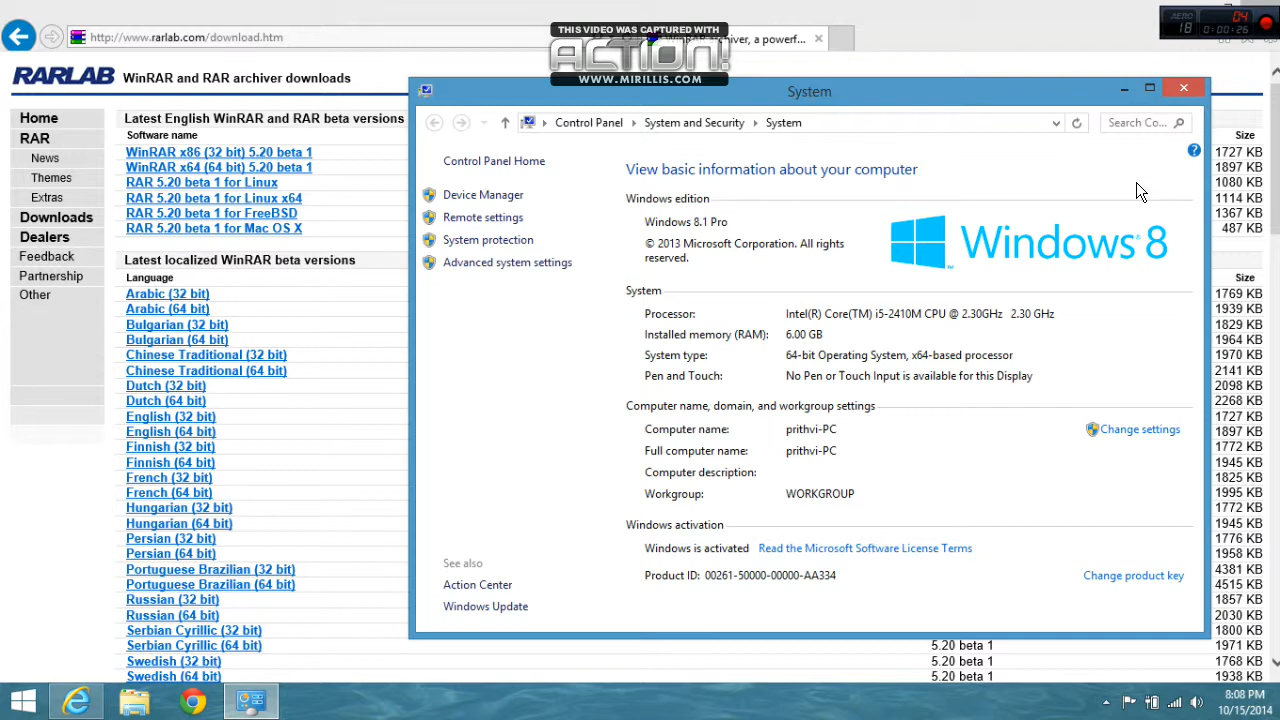 THIS VIDEO WAS CAPTURED WITH
ACTION!
WWW.MIRILLIS.COM
AERO
18
04
0:00:26
http://www.rarlab.com/download.htm
archiver, a powerf...
RARLAB WinRAR and RAR archiver downloads
Home
RAR
News
Themes
Extras
Downloads
Dealers
Feedback
Partnership
Other
Latest English WinRAR and RAR beta versions
Software name
Size
WinRAR x86 (32 bit) 5.20 beta 1
1727 KB
WinRAR x64 (64 bit) 5.20 beta 1
1897 KB
RAR 5.20 beta 1 for Linux
1080 KB
RAR 5.20 beta 1 for Linux x64
1114 KB
RAR 5.20 beta 1 for FreeBSD
1367 KB
RAR 5.20 beta 1 for Mac OS X
487 KB
Latest localized WinRAR beta versions
Language
Size
Arabic (32 bit)
1769 KB
Arabic (64 bit)
1939 KB
Bulgarian (32 bit)
1829 KB
Bulgarian (64 bit)
1964 KB
Chinese Traditional (32 bit)
1970 KB
Chinese Traditional (64 bit)
2141 KB
Dutch (32 bit)
2098 KB
Dutch (64 bit)
2268 KB
English (32 bit)
1727 KB
English (64 bit)
1897 KB
Finnish (32 bit)
1772 KB
Finnish (64 bit)
1945 KB
French (32 bit)
1825 KB
French (64 bit)
1995 KB
Hungarian (32 bit)
1772 KB
Hungarian (64 bit)
1945 KB
Persian (32 bit)
1776 KB
Persian (64 bit)
1958 KB
Portuguese Brazilian (32 bit)
4381 KB
Portuguese Brazilian (64 bit)
4515 KB
Russian (32 bit)
1857 KB
Russian (64 bit)
2030 KB
Serbian Cyrillic (32 bit)
1800 KB
Serbian Cyrillic (64 bit)
5.20 beta 1
1971 KB
Swedish (32 bit)
5.20 beta 1
1768 KB
Swedish (64 bit)
5.20 beta 1
1938 KB
System
Control Panel
System and Security
System
Search Co...
Control Panel Home
Device Manager
Remote settings
System protection
Advanced system settings
See also
Action Center
Windows Update
View basic information about your computer
Windows edition
Windows 8.1 Pro
© 2013 Microsoft Corporation. All rights
reserved.
Windows 8
System
Processor: Intel(R) Core(TM) i5-2410M CPU @ 2.30GHz 2.30 GHz
Installed memory (RAM): 6.00 GB
System type: 64-bit Operating System, x64-based processor
Pen and Touch: No Pen or Touch Input is available for this Display
Computer name, domain, and workgroup settings
Computer name: prithvi-PC
Change settings
Full computer name: prithvi-PC
Computer description:
Workgroup: WORKGROUP
Windows activation
Windows is activated Read the Microsoft Software License Terms
Product ID: 00261-50000-00000-AA334
Change product key
8:08 PM
10/15/2014